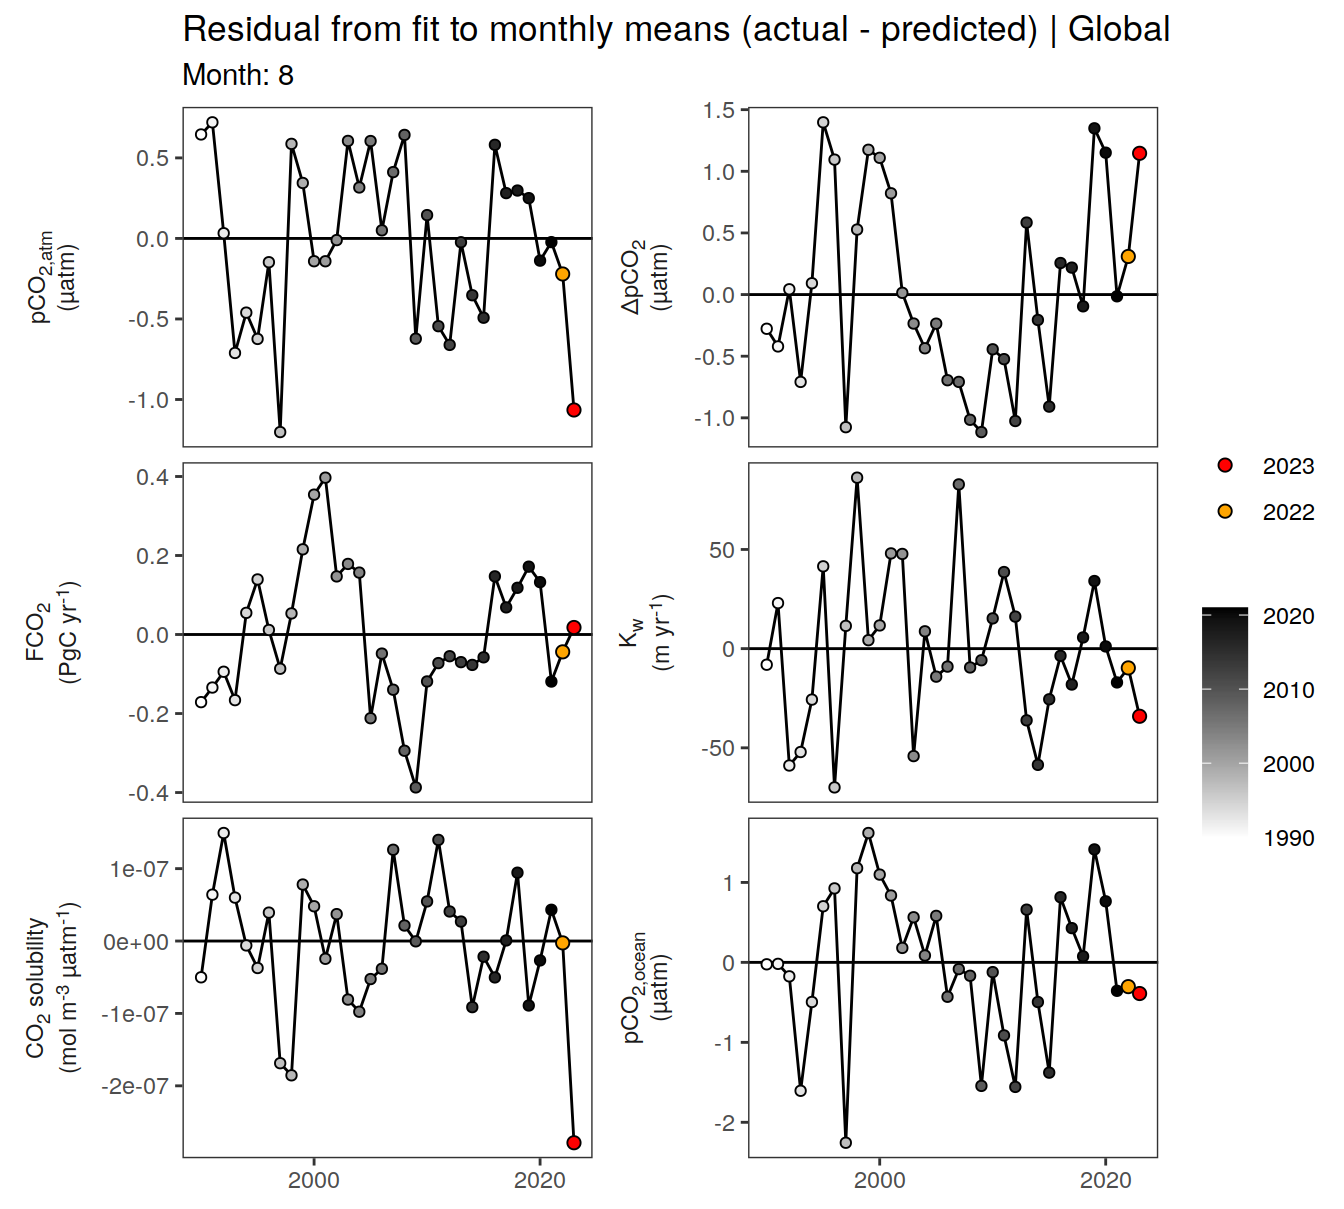 Residual from fit to monthly means (actual - predicted) | Global
Month: 8
pCO2,atm
(µatm)
0.5
0.0
-0.5
-1.0
ΔpCO2
(µatm)
1.5
1.0
0.5
0.0
-0.5
-1.0
FCO2
(PgC yr-1)
0.4
0.2
0.0
-0.2
-0.4
Kw
(m yr-1)
50
0
-50
CO2 solubility
(mol m-3 µatm-1)
1e-07
0e+00
-1e-07
-2e-07
2000
2020
pCO2,ocean
(µatm)
1
0
-1
-2
2000
2020
2023
2022
2020
2010
2000
1990